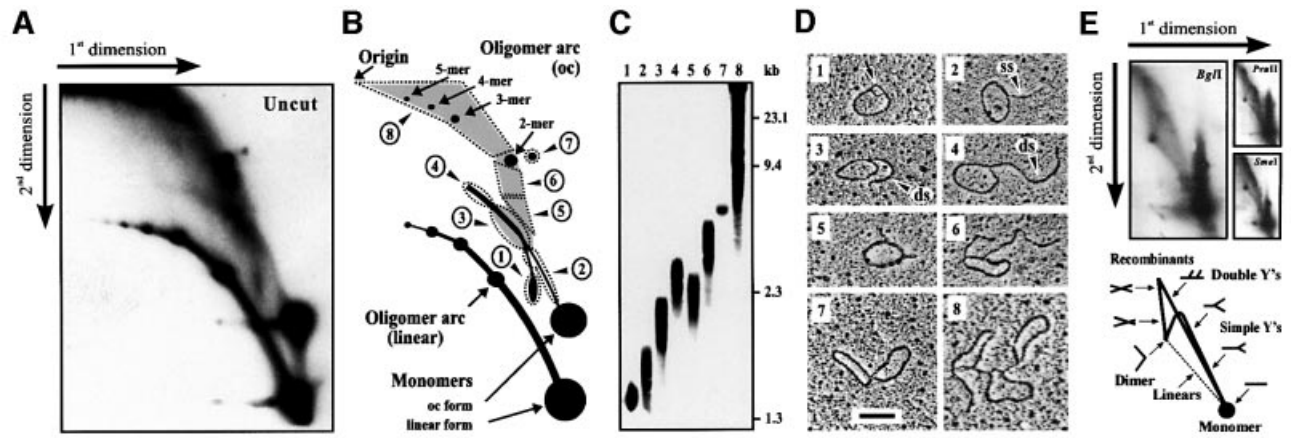 A
1st dimension
2nd dimension
Uncut
B
Origin
Oligomer arc
(oc)
5-mer
4-mer
3-mer
2-mer
8
7
4
6
3
5
1
2
Oligomer arc
(linear)
Monomers
oc form
linear form
C
1 2 3 4 5 6 7 8 kb
23.1
9.4
2.3
1.3
D
1
2
ss
3
ds
4
ds
5
6
7
8
E
1st dimension
2nd dimension
BglI
PvuII
SmaI
Recombinants
Double Y's
Simple Y's
Dimer
Linears
Monomer